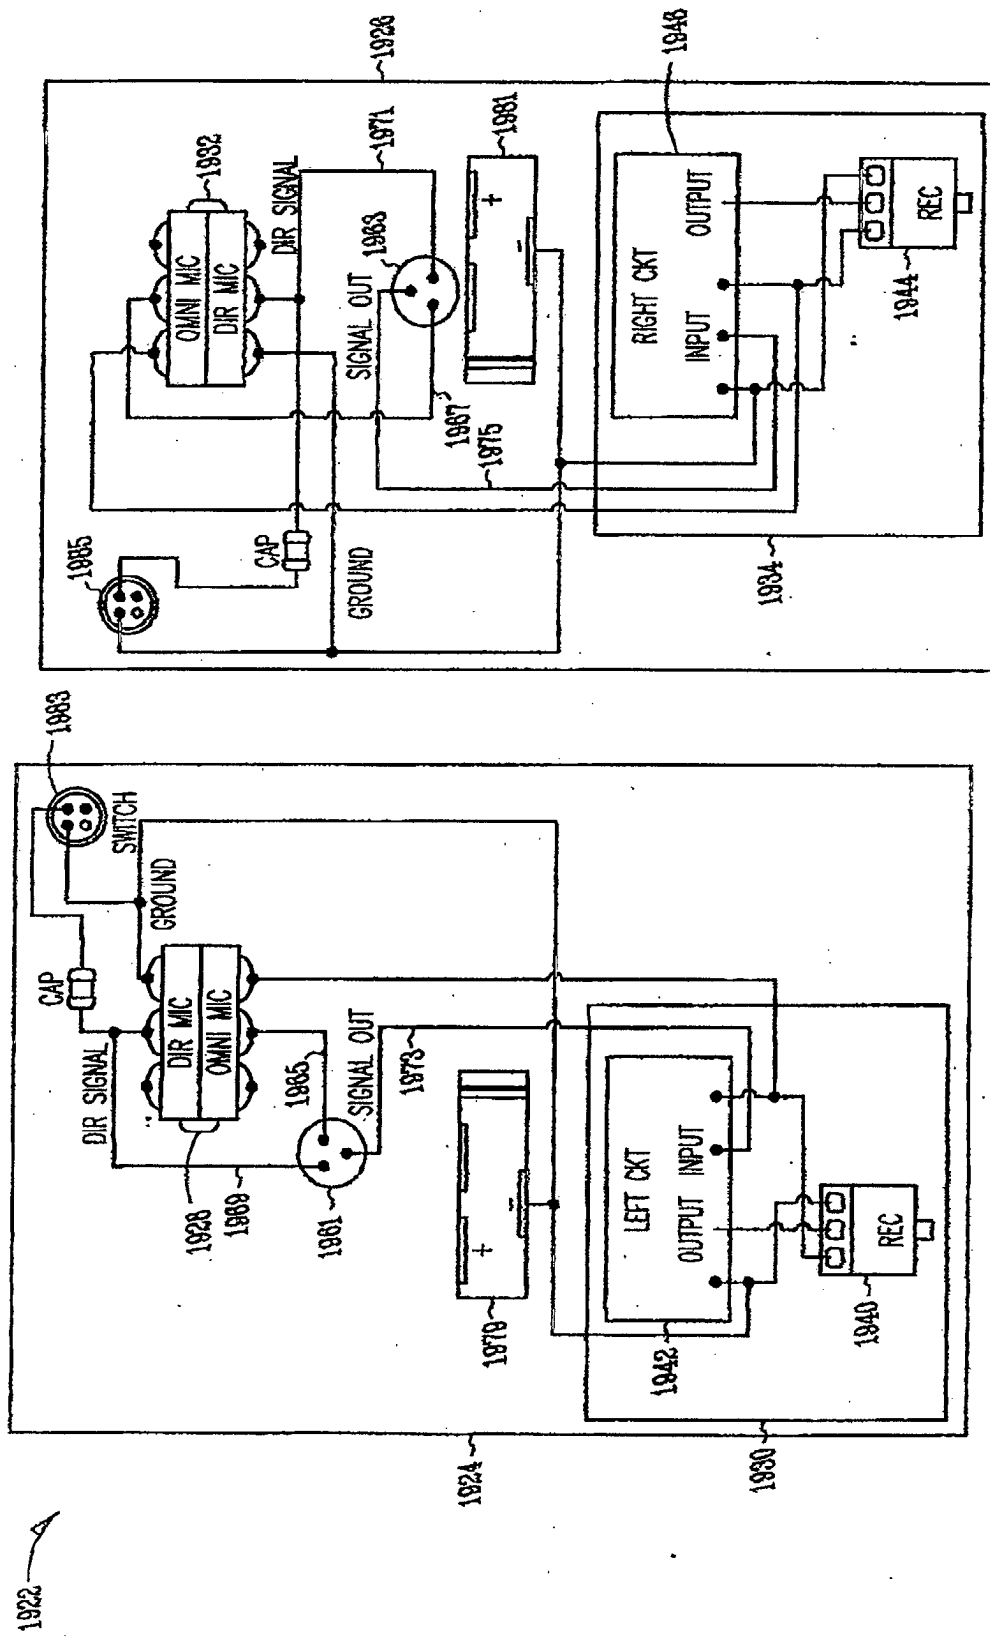 1922
1924
1983
SWITCH
CAP
GROUND
DIR SIGNAL
DIR MIC
OMNI MIC
1928
1969
1965
1961
SIGNAL OUT
1973
+
-
1979
LEFT CKT
OUTPUT INPUT
1942
REC
1940
1930
1926
1985
CAP
GROUND
1932
OMNI MIC
DIR MIC
DIR SIGNAL
1971
1963
SIGNAL OUT
1967
1975
+
-
1981
RIGHT CKT
INPUT OUTPUT
1946
REC
1944
1934